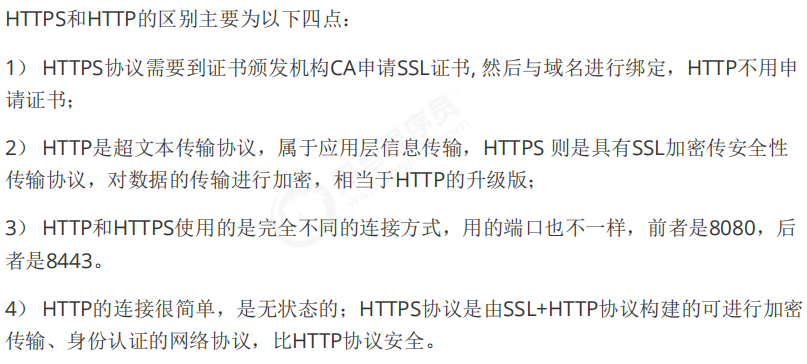 HTTPS和HTTP的区别主要为以下四点：
1） HTTPS协议需要到证书颁发机构CA申请SSL证书, 然后与域名进行绑定，HTTP不用申
请证书；
2） HTTP是超文本传输协议，属于应用层信息传输，HTTPS 则是具有SSL加密传安全性
传输协议，对数据的传输进行加密，相当于HTTP的升级版；
3） HTTP和HTTPS使用的是完全不同的连接方式，用的端口也不一样，前者是8080，后
者是8443。
4） HTTP的连接很简单，是无状态的；HTTPS协议是由SSL+HTTP协议构建的可进行加密
传输、身份认证的网络协议，比HTTP协议安全。